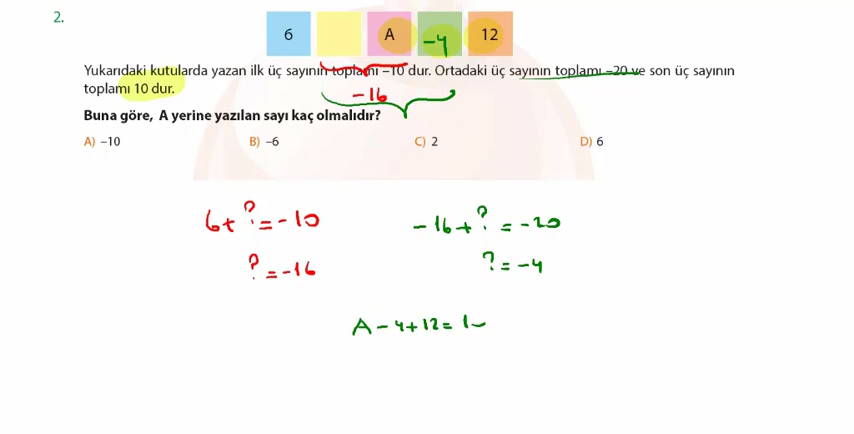 2.
6 A -4 12
Yukarıdaki kutularda yazan ilk üç sayının toplamı –10 dur. Ortadaki üç sayının toplamı –20 ve son üç sayının
toplamı 10 dur.
-16
Buna göre, A yerine yazılan sayı kaç olmalıdır?
A) –10 B) –6 C) 2 D) 6
6+ ? = -10 -16 + ? = -20
? = -16 ? = -4
A - 4 + 12 =